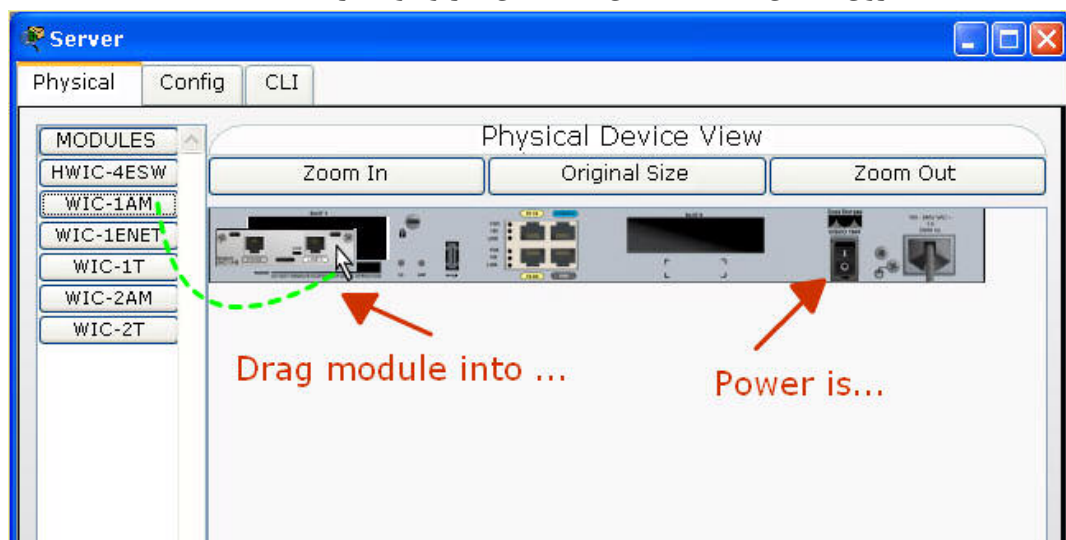 Server
Physical
Config
CLI
MODULES
Physical Device View
HWIC-4ESW
Zoom In
Original Size
Zoom Out
WIC-1AM
WIC-1ENET
WIC-1T
WIC-2AM
WIC-2T
Drag module into ...
Power is...